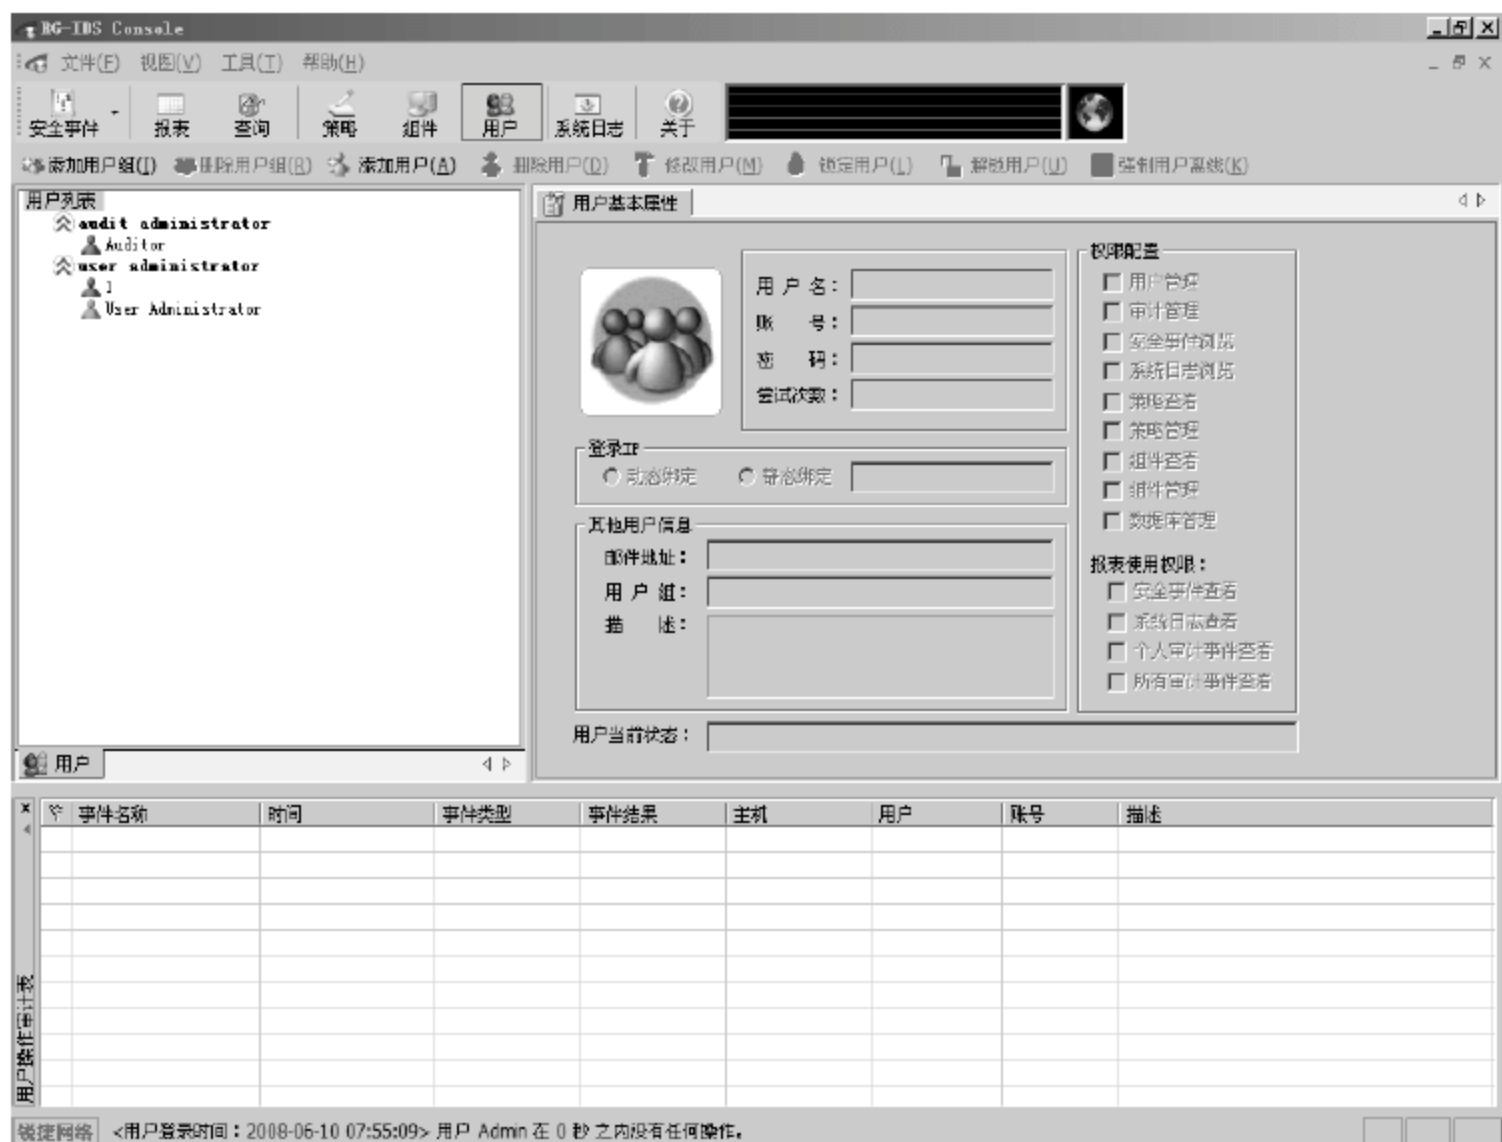 RG-IDS Console
文件(F) 视图(V) 工具(T) 帮助(H)
安全事件 报表 查询 策略 组件 用户 系统日志 关于
添加用户组(I) 删除用户组(R) 添加用户(A) 删除用户(D) 修改用户(M) 锁定用户(L) 解锁用户(U) 强制用户离线(K)
用户列表
audit administrator
Auditor
user administrator
1
User Administrator
用户
用户基本属性
用 户 名：
账 号：
密 码：
尝试次数：
登录IP
动态绑定 静态绑定
其他用户信息
邮件地址：
用 户 组：
描 述：
权限配置
用户管理
审计管理
安全事件浏览
系统日志浏览
策略查看
策略管理
组件查看
组件管理
数据库管理
报表使用权限：
安全事件查看
系统日志查看
个人审计事件查看
所有审计事件查看
用户当前状态：
事件名称 时间 事件类型 事件结果 主机 用户 账号 描述
用户操作审计表
锐捷网络 <用户登录时间：2008-06-10 07:55:09> 用户 Admin 在 0 秒 之内没有任何操作。